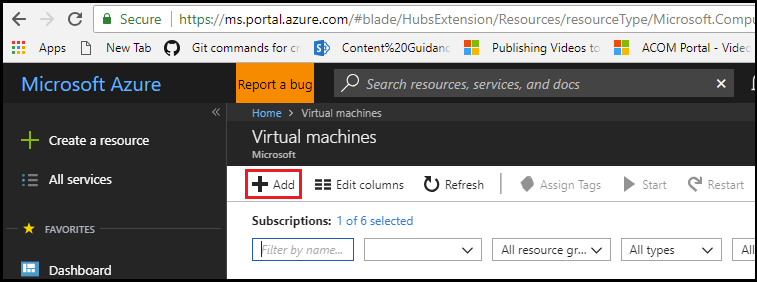 Secure https://ms.portal.azure.com/#blade/HubsExtension/Resources/resourceType/Microsoft.Compu
Apps Bookmarks New Tab Git commands for c Content%20Guidanc Publishing Videos to ACOM Portal - Video
Microsoft Azure Report a bug Search resources, services, and docs
Home > Virtual machines
Virtual machines
Microsoft
Create a resource
All services
FAVORITES
Dashboard
Add Edit columns Refresh Assign Tags Start Restart
Subscriptions: 1 of 6 selected
Filter by name... All resource gr... All types All